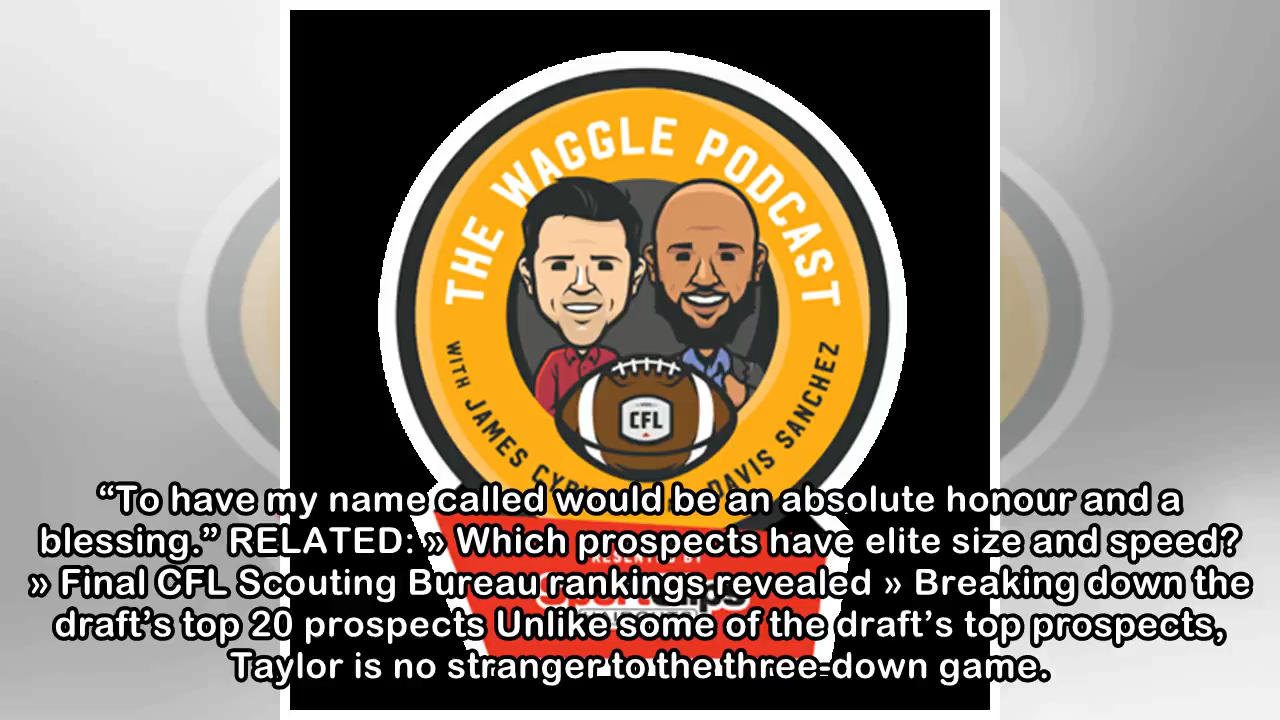 THE WAGGLE PODCAST
WITH JAMES
DAVIS SANCHEZ
CFL
“To have my name called would be an absolute honour and a
blessing.” RELATED: » Which prospects have elite size and speed?
» Final CFL Scouting Bureau rankings revealed » Breaking down the
draft’s top 20 prospects Unlike some of the draft’s top prospects,
Taylor is no stranger to the three-down game.
PRESENTED BY